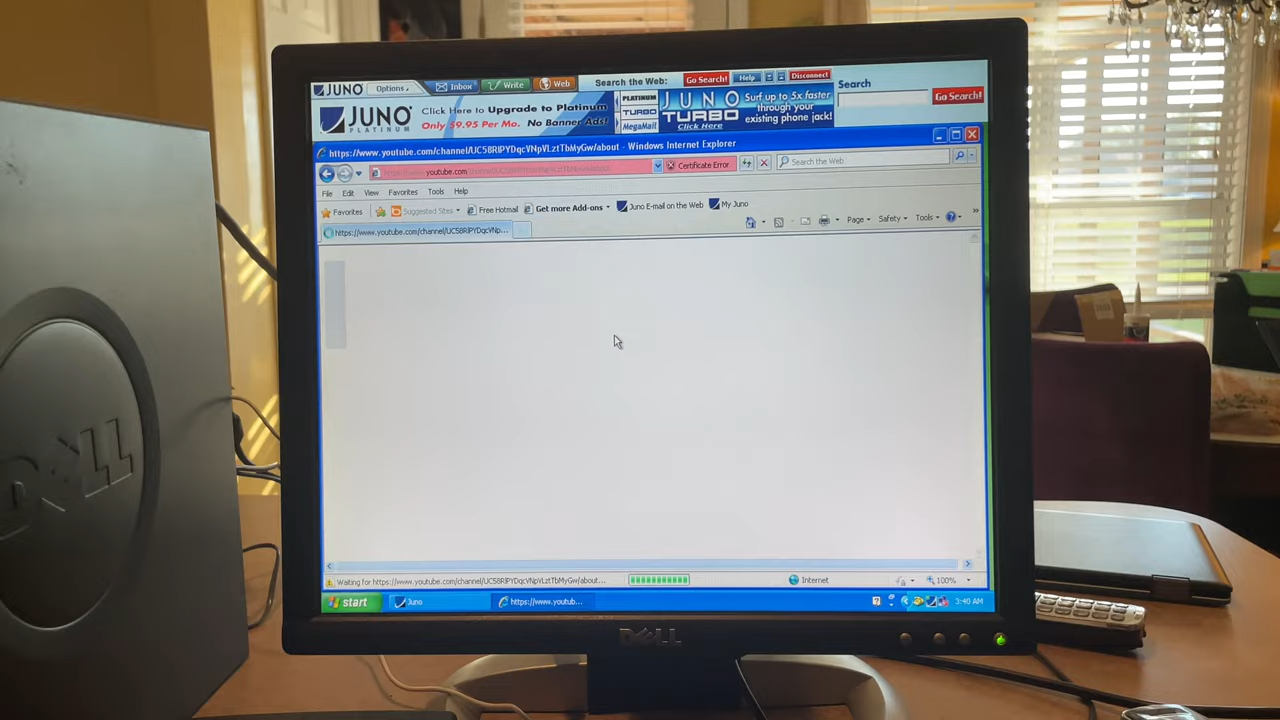 JUNO Options Inbox Write Web Search the Web: Go Search! Help Disconnect
Search
Go Search!
JUNO
PLATINUM
Click Here to Upgrade to Platinum
Only $9.95 Per Mo. No Banner Ads!
PLATINUM
TURBO
MegaMail
JUNO
TURBO
Click Here
Surf up to 5x faster
through your
existing phone jack!
https://www.youtube.com/channel/UC58RIPYDqcVNpVLztTbMyGw/about - Windows Internet Explorer
youtube.com Certificate Error Search the Web
File Edit View Favorites Tools Help
Favorites Suggested Sites Free Hotmail Get more Add-ons Juno E-mail on the Web My Juno
https://www.youtube.com/channel/UC58RIPYDqcVNp... Page Safety Tools
Waiting for https://www.youtube.com/channel/UC58RIPYDqcVNpVLztTbMyGw/about... Internet 100%
start Juno https://www.youtub... 3:40 AM
DELL
DELL